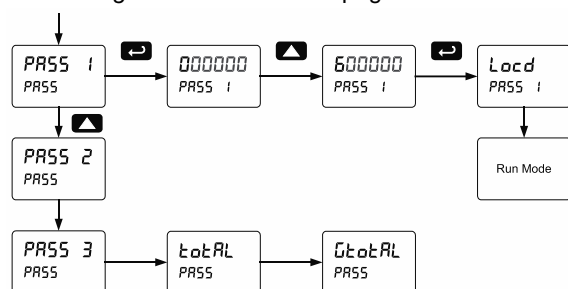 PASS 1
PASS
000000
PASS 1
600000
PASS 1
Locd
PASS 1
PASS 2
PASS
Run Mode
PASS 3
PASS
totAL
PASS
GtotAL
PASS